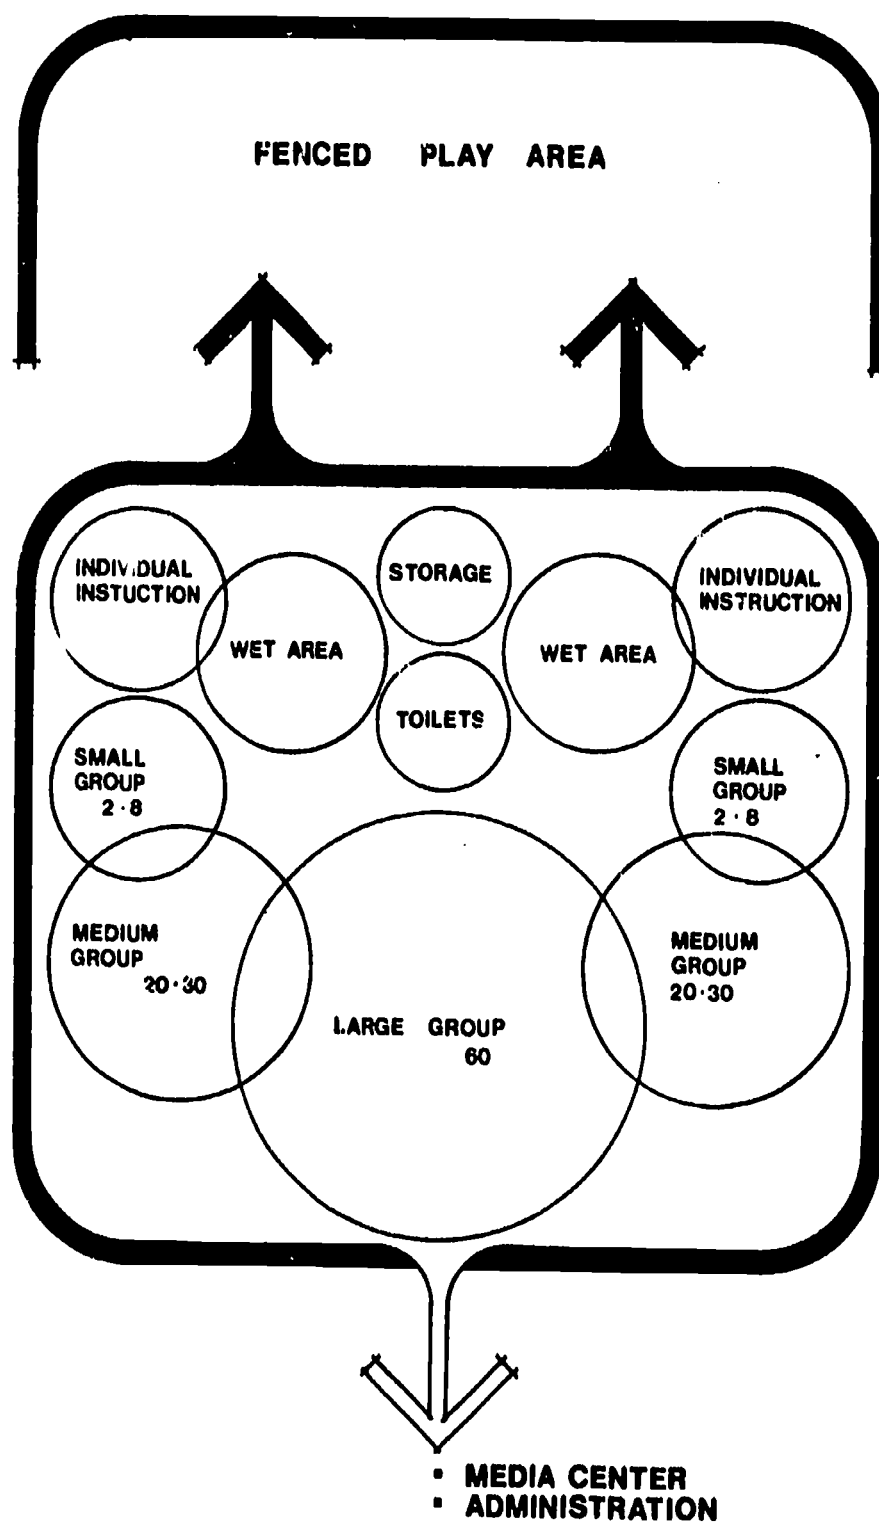 FENCED PLAY AREA
INDIVIDUAL
INSTUCTION
WET AREA
STORAGE
TOILETS
WET AREA
INDIVIDUAL
INSTRUCTION
SMALL
GROUP
2·8
SMALL
GROUP
2·8
MEDIUM
GROUP
20·30
LARGE GROUP
60
MEDIUM
GROUP
20·30
▪ MEDIA CENTER
▪ ADMINISTRATION